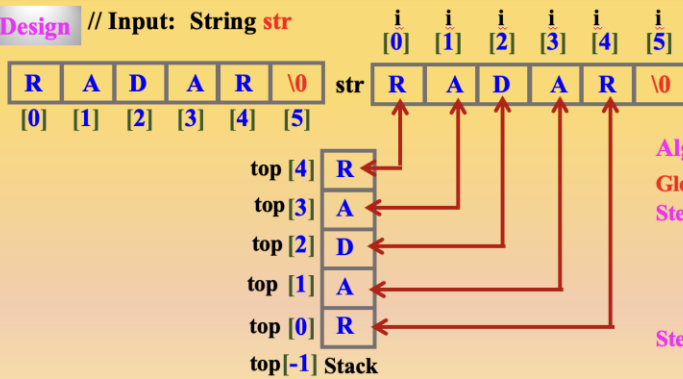 Design // Input: String str
i i i i i i
[0] [1] [2] [3] [4] [5]
R A D A R \0 str R A D A R \0
[0] [1] [2] [3] [4] [5]
top [4] R
top [3] A
top [2] D
top [1] A
top [0] R
top[-1] Stack